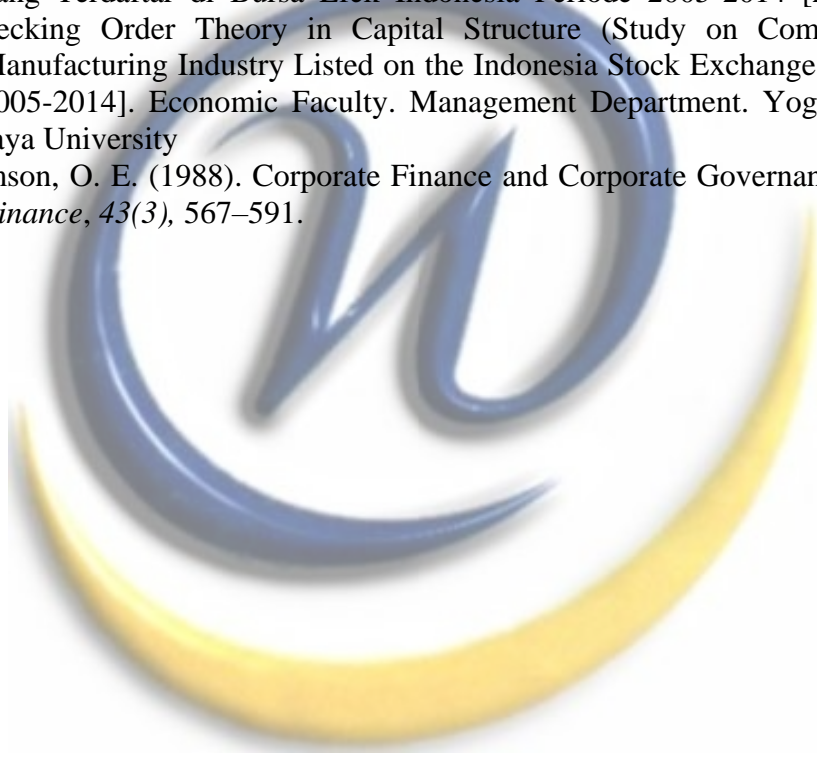 ang Terdaftar di Bursa Efek Indonesia Periode 2005-2014 [
ecking Order Theory in Capital Structure (Study on Com
Manufacturing Industry Listed on the Indonesia Stock Exchange
005-2014]. Economic Faculty. Management Department. Yog
aya University
nson, O. E. (1988). Corporate Finance and Corporate Governan
inance, 43(3), 567–591.